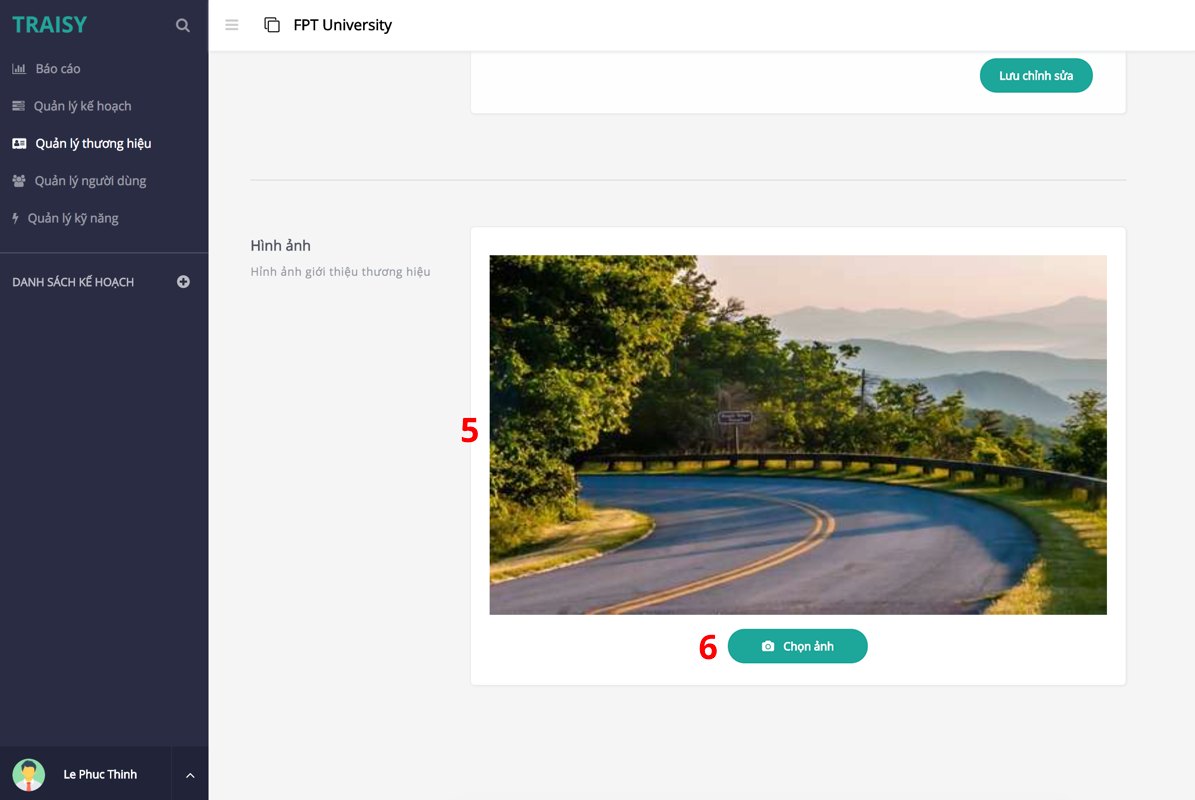 TRAISY
FPT University
Báo cáo
Quản lý kế hoạch
Quản lý thương hiệu
Quản lý người dùng
Quản lý kỹ năng
DANH SÁCH KẾ HOẠCH
Le Phuc Thinh
Lưu chỉnh sửa
Hình ảnh
Hình ảnh giới thiệu thương hiệu
5
6
Chọn ảnh